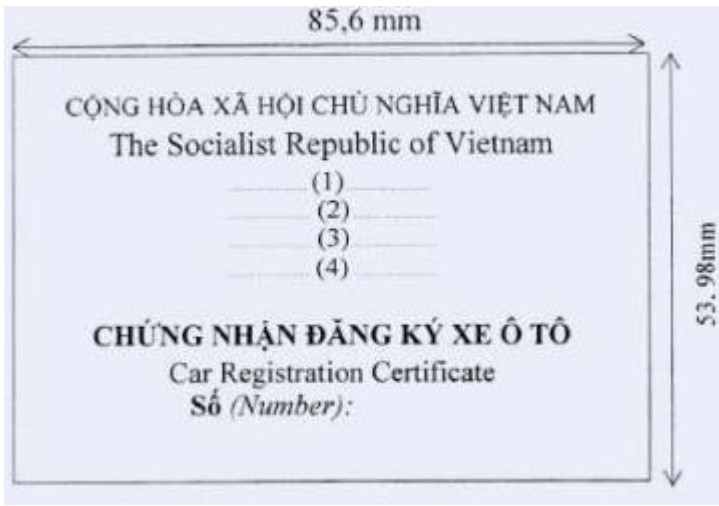 85,6 mm
CỘNG HÒA XÃ HỘI CHỦ NGHĨA VIỆT NAM
The Socialist Republic of Vietnam
............(1)............
............(2)............
............(3)............
............(4)............
53. 98mm
CHỨNG NHẬN ĐĂNG KÝ XE Ô TÔ
Car Registration Certificate
Số (Number):